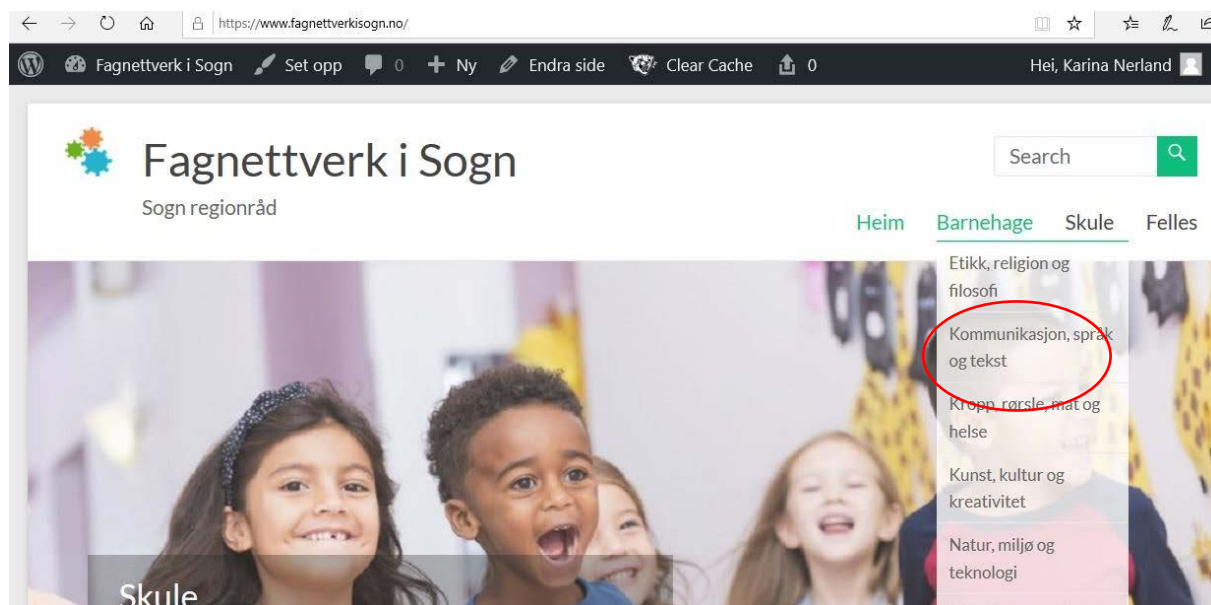 https://www.fagnettverkisogn.no/
Fagnettverk i Sogn Set opp 0 Ny Endra side Clear Cache 0 Hei, Karina Nerland
Fagnettverk i Sogn
Sogn regionråd
Search
Heim Barnehage Skule Felles
Etikk, religion og
filosofi
Kommunikasjon, språk
og tekst
Kropp, rørsle, mat og
helse
Kunst, kultur og
kreativitet
Natur, miljø og
teknologi
Skule